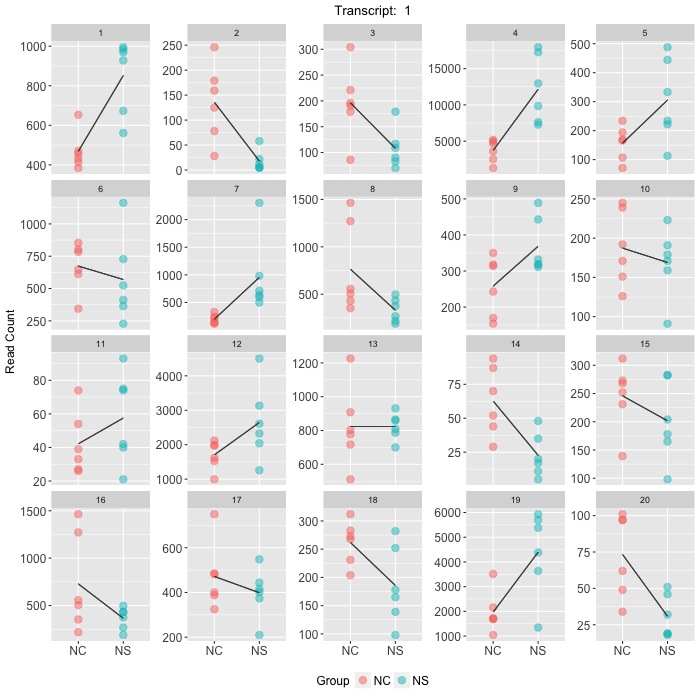 Transcript: 1
1 2 3 4 5
1000 800 600 400
250 200 150 100 50 0
300 250 200 150 100
15000 10000 5000
500 400 300 200 100
6 7 8 9 10
1000 750 500 250
2000 1500 1000 500
1500 1000 500
500 400 300 200
250 200 150 100
Read Count
11 12 13 14 15
80 60 40 20
4000 3000 2000 1000
1200 1000 800 600
75 50 25
300 250 200 150 100
16 17 18 19 20
1500 1000 500
600 400 200
300 250 200 150 100
6000 5000 4000 3000 2000 1000
100 75 50 25
NC NS NC NS NC NS NC NS NC NS
Group NC NS